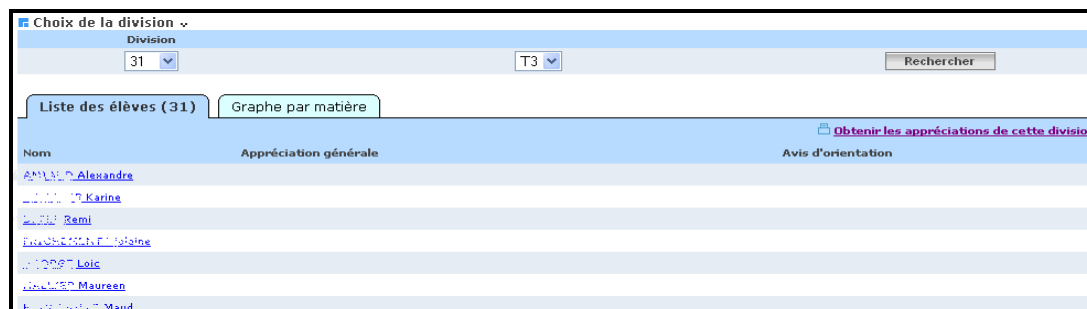 Choix de la division
Division
31 T3 Rechercher
Liste des élèves (31) Graphe par matière
Obtenir les appréciations de cette divisio
Nom Appréciation générale Avis d'orientation
Alexandre
Karine
Remi
Loic
Maureen
Maud